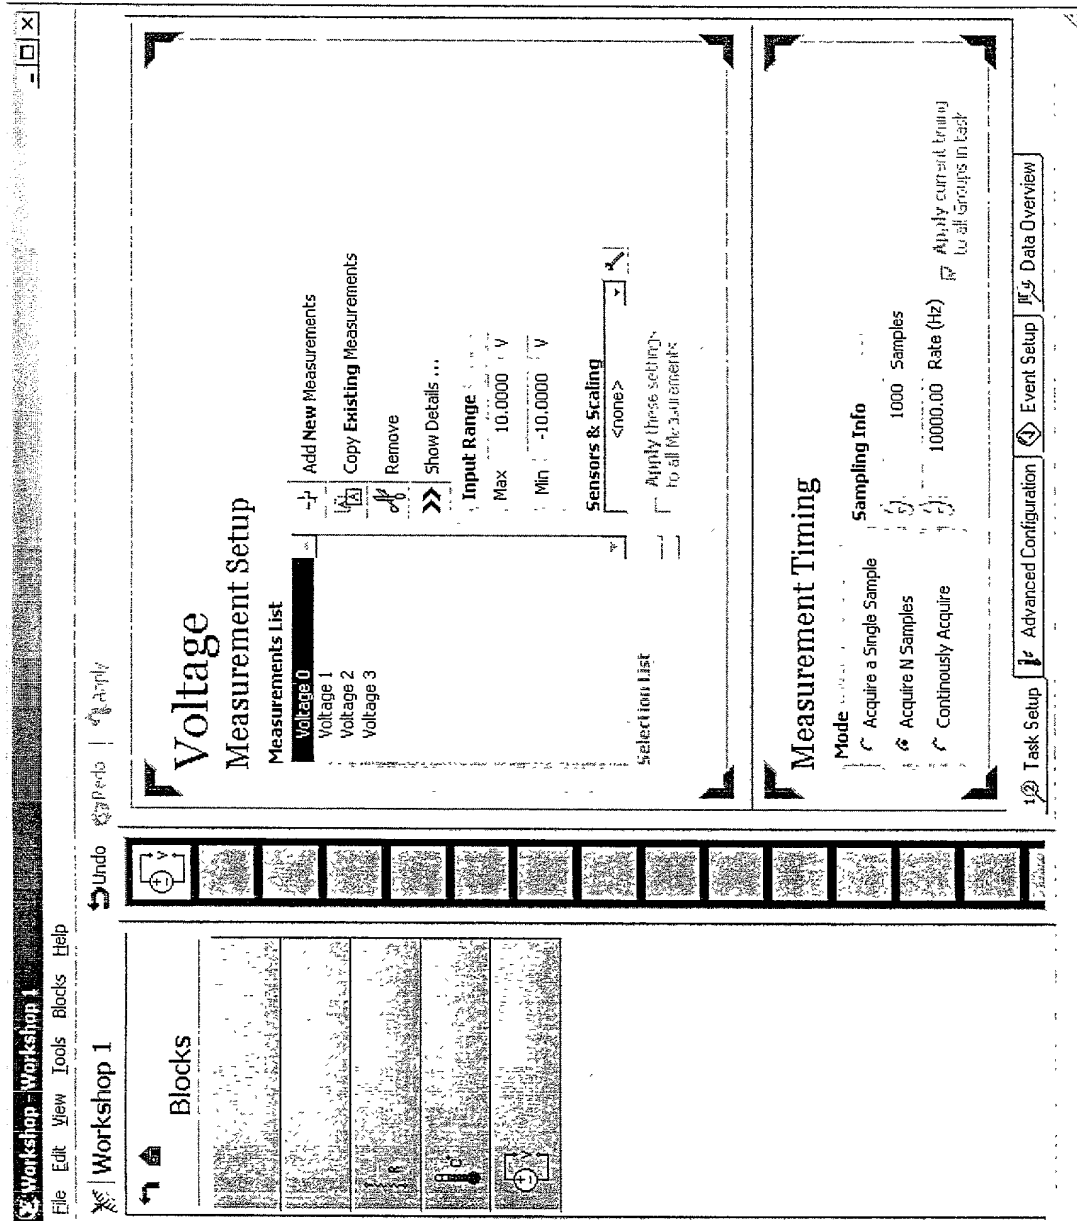 Workshop - Workshop 1
File Edit View Tools Blocks Help
Workshop 1
Undo Redo Apply
Blocks
R
C°
V
V
Voltage
Measurement Setup
Measurements List
Voltage 0
Voltage 1
Voltage 2
Voltage 3
Selection List
Add New Measurements
Copy Existing Measurements
Remove
Show Details ...
Input Range
Max 10.0000 V
Min -10.0000 V
Sensors & Scaling
<none>
Apply these settings
to all Measurements
Measurement Timing
Mode
Acquire a Single Sample
Acquire N Samples
Continously Acquire
Sampling Info
1000 Samples
10000.00 Rate (Hz)
Apply current timing
to all Groups in task
Task Setup Advanced Configuration Event Setup Data Overview